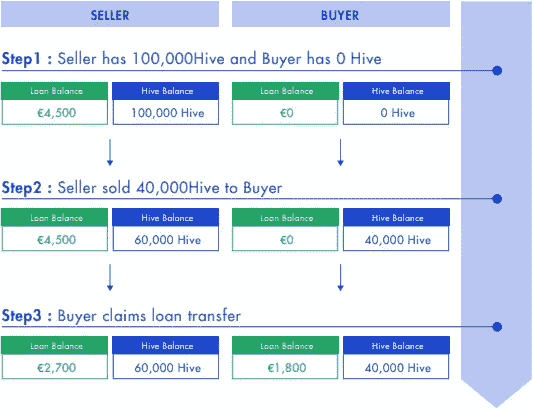 SELLER BUYER
Step1 : Seller has 100,000Hive and Buyer has 0 Hive
Loan Balance Hive Balance Loan Balance Hive Balance
€4,500 100,000 Hive €0 0 Hive
Step2 : Seller sold 40,000Hive to Buyer
Loan Balance Hive Balance Loan Balance Hive Balance
€4,500 60,000 Hive €0 40,000 Hive
Step3 : Buyer claims loan transfer
Loan Balance Hive Balance Loan Balance Hive Balance
€2,700 60,000 Hive €1,800 40,000 Hive